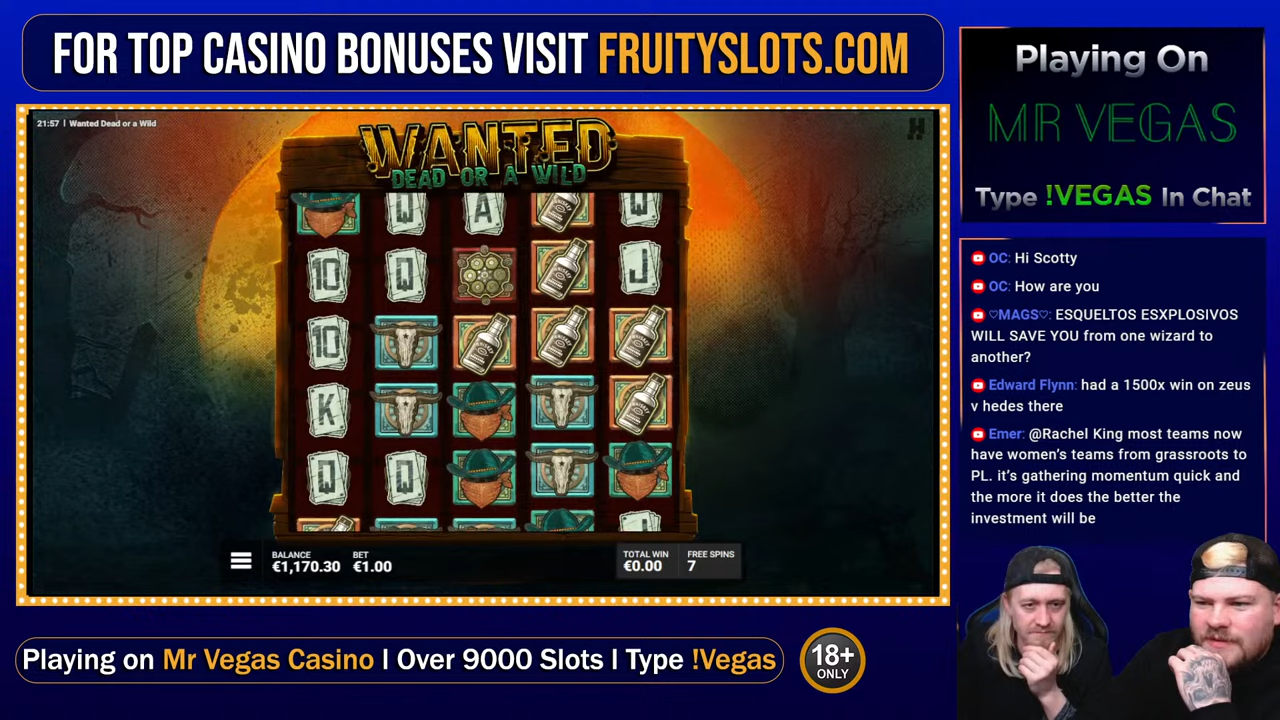 FOR TOP CASINO BONUSES VISIT FRUITYSLOTS.COM
21:57 | Wanted Dead or a Wild
WANTED
DEAD OR A WILD
Q A Q
10 Q J
10
K
Q Q
J
BALANCE
€1,170.30
BET
€1.00
TOTAL WIN
€0.00
FREE SPINS
7
Playing on Mr Vegas Casino | Over 9000 Slots | Type !Vegas
18+
ONLY
Playing On
MR VEGAS
Type !VEGAS In Chat
OC: Hi Scotty
OC: How are you
♡MAGS♡: ESQUELTOS ESXPLOSIVOS
WILL SAVE YOU from one wizard to
another?
Edward Flynn: had a 1500x win on zeus
v hedes there
Emer: @Rachel King most teams now
have women's teams from grassroots to
PL. it's gathering momentum quick and
the more it does the better the
investment will be